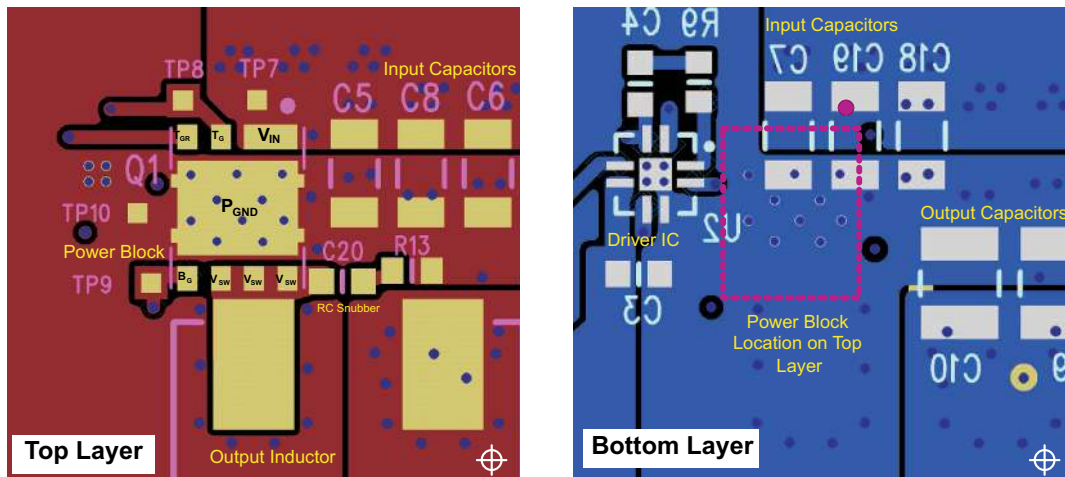 TP8
TP7
Input Capacitors
C5
C8
C6
TGR
TG
VIN
Q1
PGND
TP10
Power Block
TP9
BG
VSW
VSW
VSW
C20
R13
RC Snubber
Output Inductor
Top Layer
C4
R9
Input Capacitors
C7
C19
C18
U2
Driver IC
Output Capacitors
C3
Power Block
Location on Top
Layer
C10
9
Bottom Layer